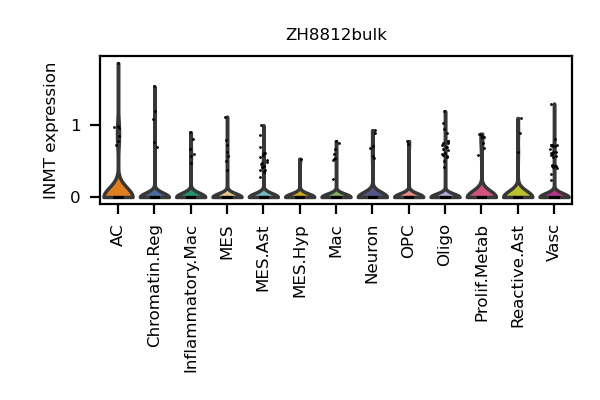 ZH8812bulk
INMT expression
1
0
AC
Chromatin.Reg
Inflammatory.Mac
MES
MES.Ast
MES.Hyp
Mac
Neuron
OPC
Oligo
Prolif.Metab
Reactive.Ast
Vasc